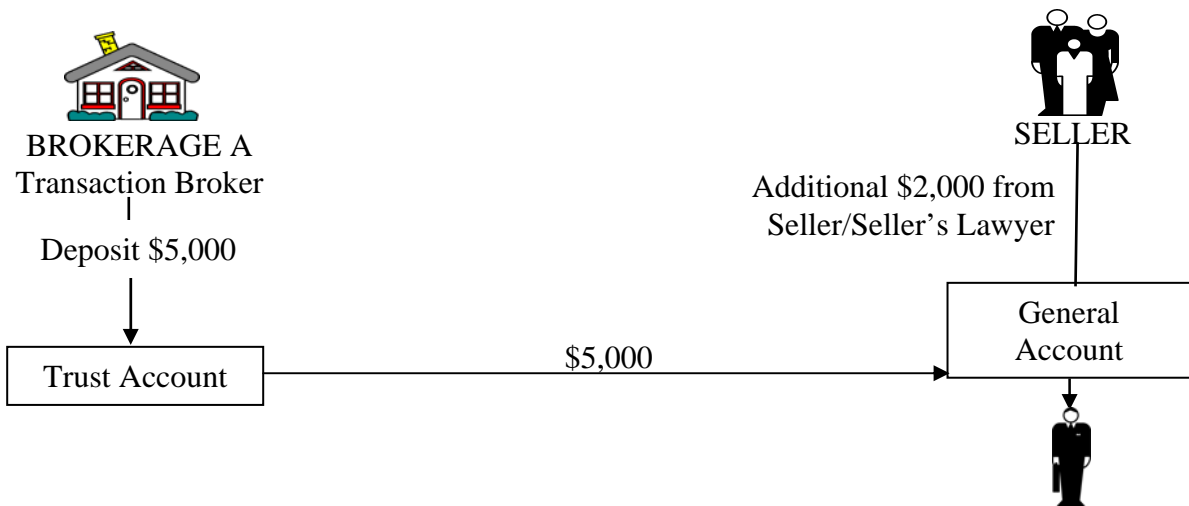 BROKERAGE A
Transaction Broker
Deposit $5,000
Trust Account
$5,000
SELLER
Additional $2,000 from
Seller/Seller’s Lawyer
General
Account